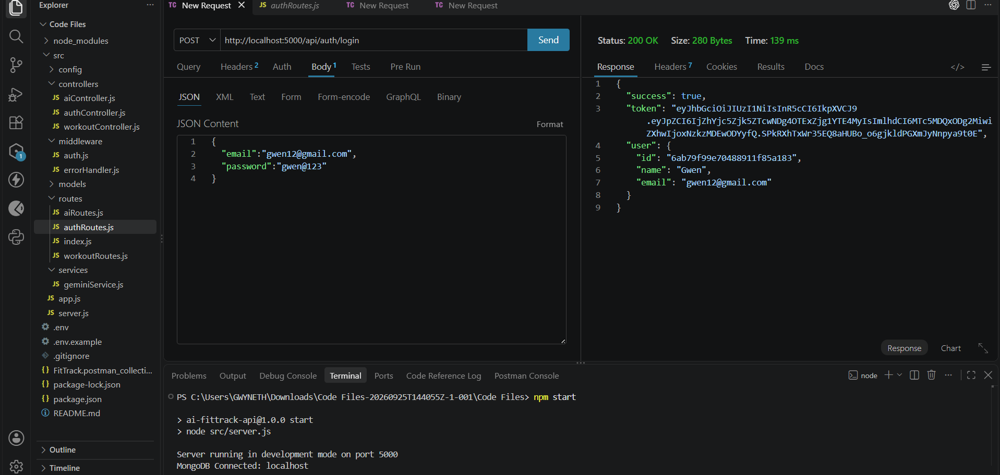 Explorer
Code Files
node_modules
src
config
controllers
JS aiController.js
JS authController.js
JS workoutController.js
middleware
JS auth.js
JS errorHandler.js
models
routes
JS aiRoutes.js
JS authRoutes.js
JS index.js
JS workoutRoutes.js
services
JS geminiService.js
JS app.js
JS server.js
.env
.env.example
.gitignore
{} FitTrack.postman_collecti...
{} package-lock.json
{} package.json
README.md
Outline
Timeline
1
TC New Request
JS authRoutes.js
TC New Request
TC New Request
POST http://localhost:5000/api/auth/login Send
Query Headers 2 Auth Body 1 Tests Pre Run
JSON XML Text Form Form-encode GraphQL Binary
JSON Content Format
1 {
2 "email":"gwen12@gmail.com",
3 "password":"gwen@123"
4 }
Status: 200 OK Size: 280 Bytes Time: 139 ms
Response Headers 7 Cookies Results Docs </>
1 {
2 "success": true,
3 "token": "eyJhbGciOiJIUzI1NiIsInR5cCI6IkpXVCJ9
.eyJpZCI6IjZhYjc5Zjk5ZTcwNDg4OTExZjg1YTE4MyIsImlhdCI6MTc5MDQxODg2Miwi
ZXhwIjoxNzkzMDEwODYyfQ.SPkRXhTxWr35EQ8aHUBo_o6gjkldPGXmJyNnpya9t0E",
4 "user": {
5 "id": "6ab79f99e70488911f85a183",
6 "name": "Gwen",
7 "email": "gwen12@gmail.com"
8 }
9 }
Response Chart
Problems Output Debug Console Terminal Ports Code Reference Log Postman Console
node
PS C:\Users\GWYNETH\Downloads\Code Files-20260925T144055Z-1-001\Code Files> npm start
> ai-fittrack-api@1.0.0 start
> node src/server.js
Server running in development mode on port 5000
MongoDB Connected: localhost